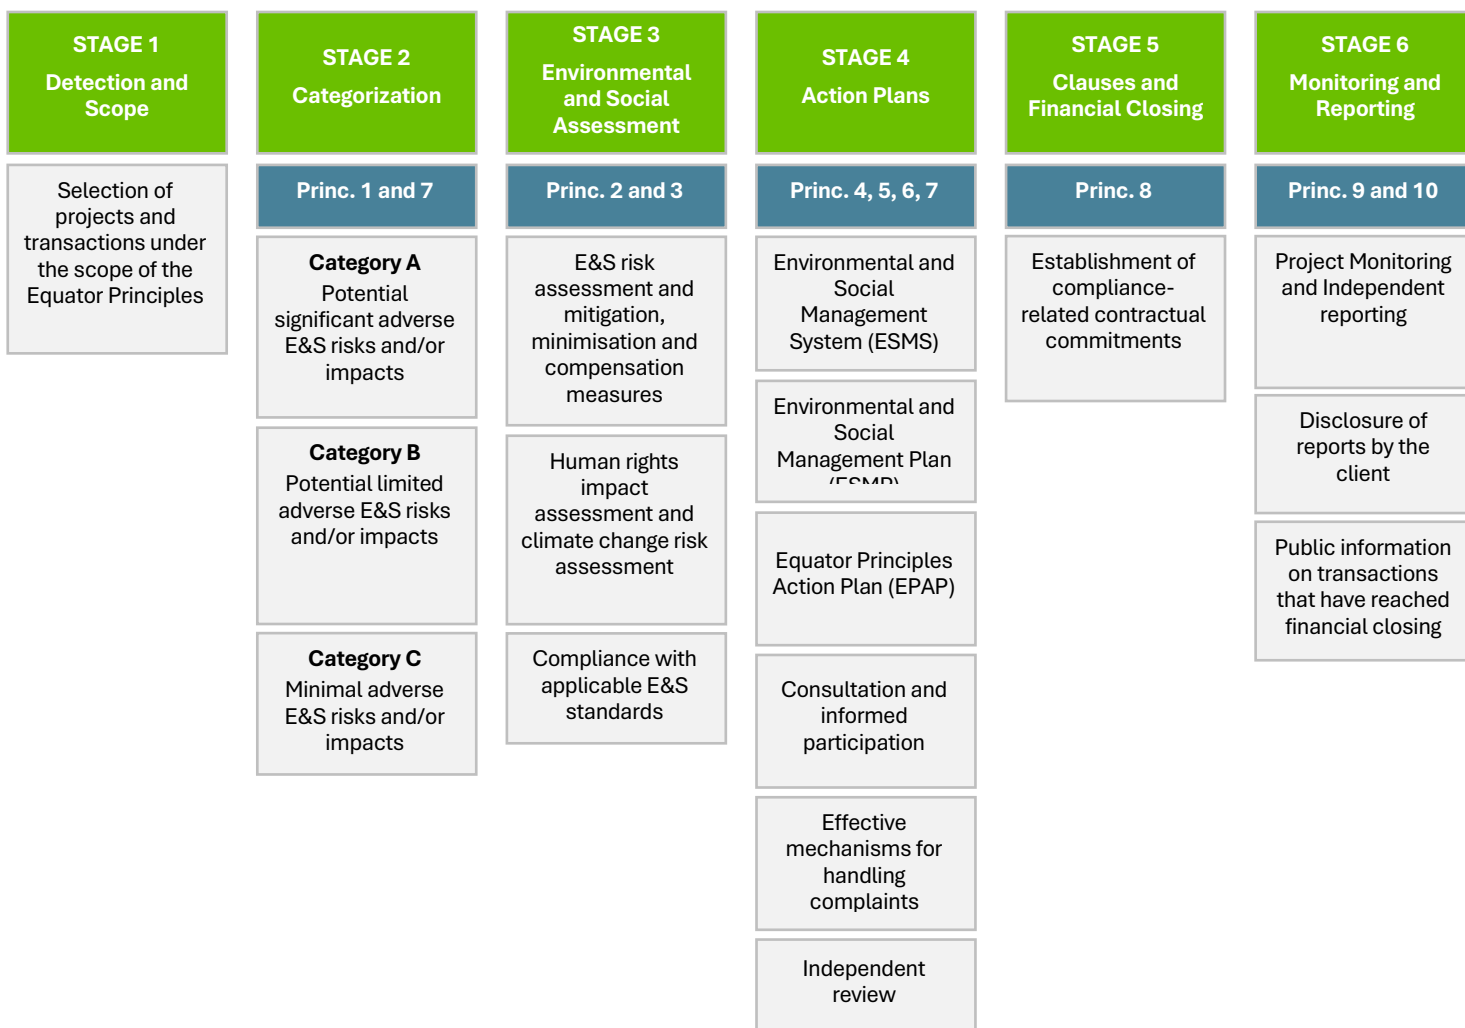 STAGE 1
Detection and
Scope
Selection of
projects and
transactions under
the scope of the
Equator Principles
STAGE 2
Categorization
Princ. 1 and 7
Category A
Potential
significant adverse
E&S risks and/or
impacts
Category B
Potential limited
adverse E&S risks
and/or impacts
Category C
Minimal adverse
E&S risks and/or
impacts
STAGE 3
Environmental
and Social
Assessment
Princ. 2 and 3
E&S risk
assessment and
mitigation,
minimisation and
compensation
measures
Human rights
impact
assessment and
climate change risk
assessment
Compliance with
applicable E&S
standards
STAGE 4
Action Plans
Princ. 4, 5, 6, 7
Environmental and
Social
Management
System (ESMS)
Environmental and
Social
Management Plan
(ESMP)
Equator Principles
Action Plan (EPAP)
Consultation and
informed
participation
Effective
mechanisms for
handling
complaints
Independent
review
STAGE 5
Clauses and
Financial Closing
Princ. 8
Establishment of
compliance-
related contractual
commitments
STAGE 6
Monitoring and
Reporting
Princ. 9 and 10
Project Monitoring
and Independent
reporting
Disclosure of
reports by the
client
Public information
on transactions
that have reached
financial closing